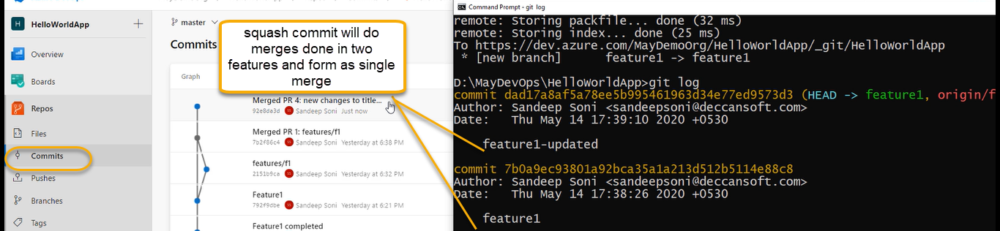 HelloWorldApp
Overview
Boards
Repos
Files
Commits
Pushes
Branches
Tags
master
Commits
squash commit will do
merges done in two
features and form as single
merge
Graph
Merged PR 4: new changes to title...
92e8da3d SS Sandeep Soni Just now
Merged PR 1: features/f1
7b2f86c4 SS Sandeep Soni Yesterday at 6:38 PM
features/f1
2151b9ca SS Sandeep Soni Yesterday at 6:32 PM
Feature1
792f9dbe SS Sandeep Soni Yesterday at 6:21 PM
Feature1 completed
Command Prompt - git log
remote: Storing packfile... done (32 ms)
remote: Storing index... done (25 ms)
To https://dev.azure.com/MayDemoOrg/HelloWorldApp/_git/HelloWorldApp
* [new branch] feature1 -> feature1
D:\MayDevOps\HelloWorldApp>git log
commit dad17a8af5a78ee5b995461963d34e77ed9573d3 (HEAD -> feature1, origin/f
Author: Sandeep Soni <sandeepsoni@deccansoft.com>
Date: Thu May 14 17:39:10 2020 +0530
feature1-updated
commit 7b0a9ec93801a92bca35a1a213d512b5114e88c8
Author: Sandeep Soni <sandeepsoni@deccansoft.com>
Date: Thu May 14 17:38:26 2020 +0530
feature1